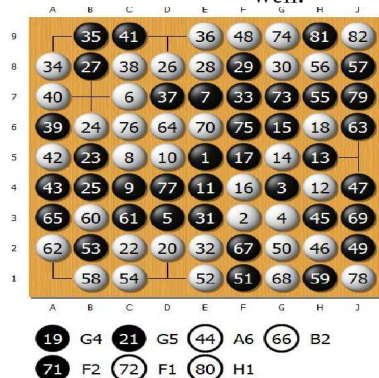 well.
A B C D E F G H J
9 35 41 36 48 74 81 82 9
8 34 27 38 26 28 29 30 56 57 8
7 40 6 37 7 33 73 55 79 7
6 39 24 76 64 70 75 15 18 63 6
5 42 23 8 10 1 17 14 13 5
4 43 25 9 77 11 16 3 12 47 4
3 65 60 61 5 31 2 4 45 69 3
2 62 53 22 20 32 67 50 46 49 2
1 58 54 52 51 68 59 78 1
A B C D E F G H J
19 G4 21 G5 44 A6 66 B2
71 F2 72 F1 80 H1